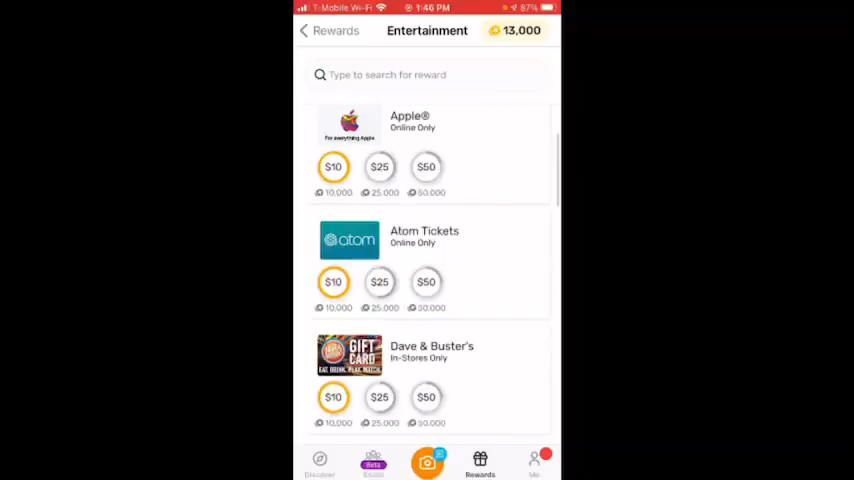 T-Mobile Wi-Fi 1:46 PM 87%
Rewards Entertainment 13,000
Type to search for reward
Apple®
Online Only
For everything Apple
$10 $25 $50
10,000 25,000 50,000
Atom Tickets
Online Only
atom
$10 $25 $50
10,000 25,000 50,000
Dave & Buster's
In-Stores Only
GIFT
CARD
EAT. DRINK. PLAY. WATCH.
$10 $25 $50
10,000 25,000 50,000
Beta
Discover Rewards Me